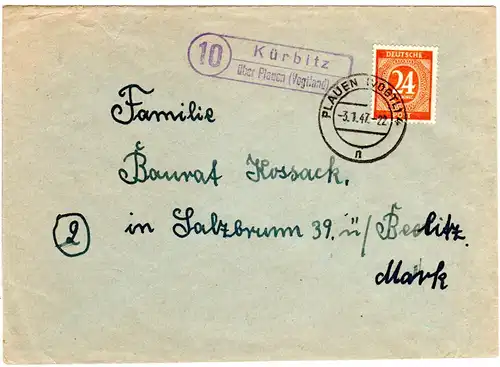 10
Kürbitz
über Plauen (Vogtland)
DEUTSCHE
24
PLAUEN (VOGTL) 4
-3.1.47.-22
n
Familie
Baurat Kossack.
in Salzbrunn 39. ü/Beelitz.
2
Mark